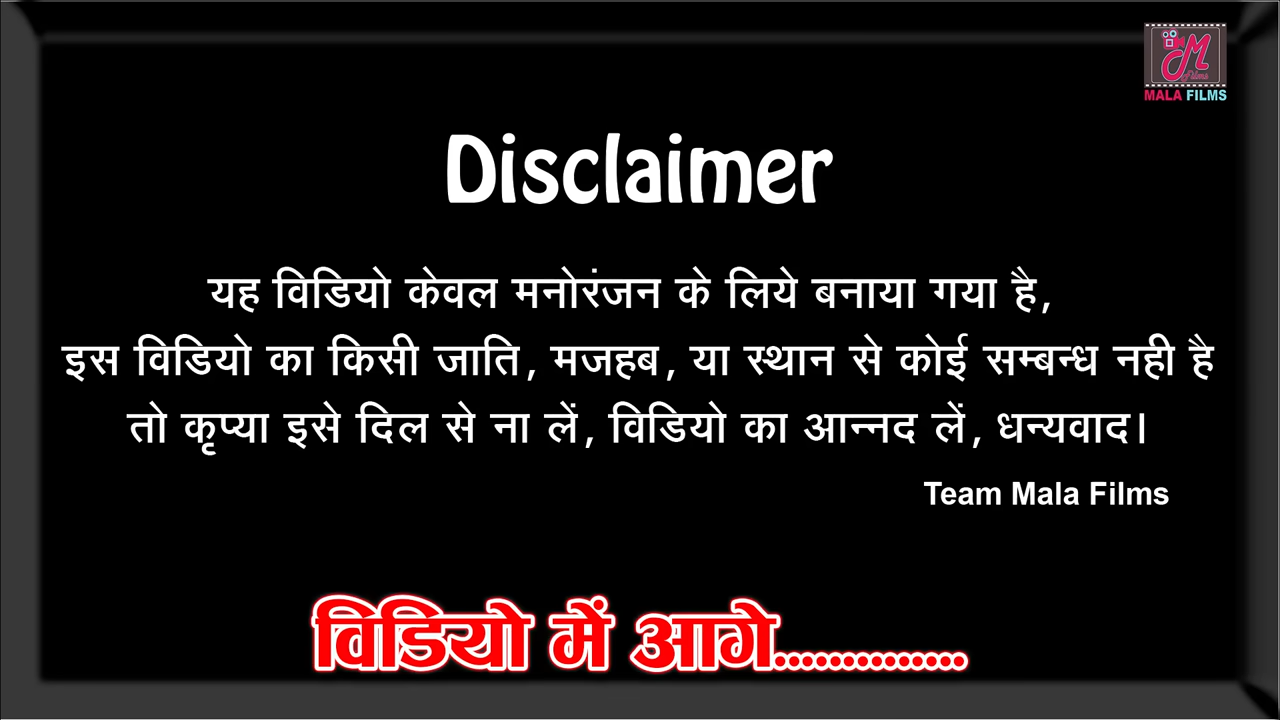 M
Films
MALA FILMS
Disclaimer
यह विडियो केवल मनोरंजन के लिये बनाया गया है,
इस विडियो का किसी जाति, मजहब, या स्थान से कोई सम्बन्ध नही है
तो कृप्या इसे दिल से ना लें, विडियो का आन्नद लें, धन्यवाद।
Team Mala Films
विडियो में आगे..............